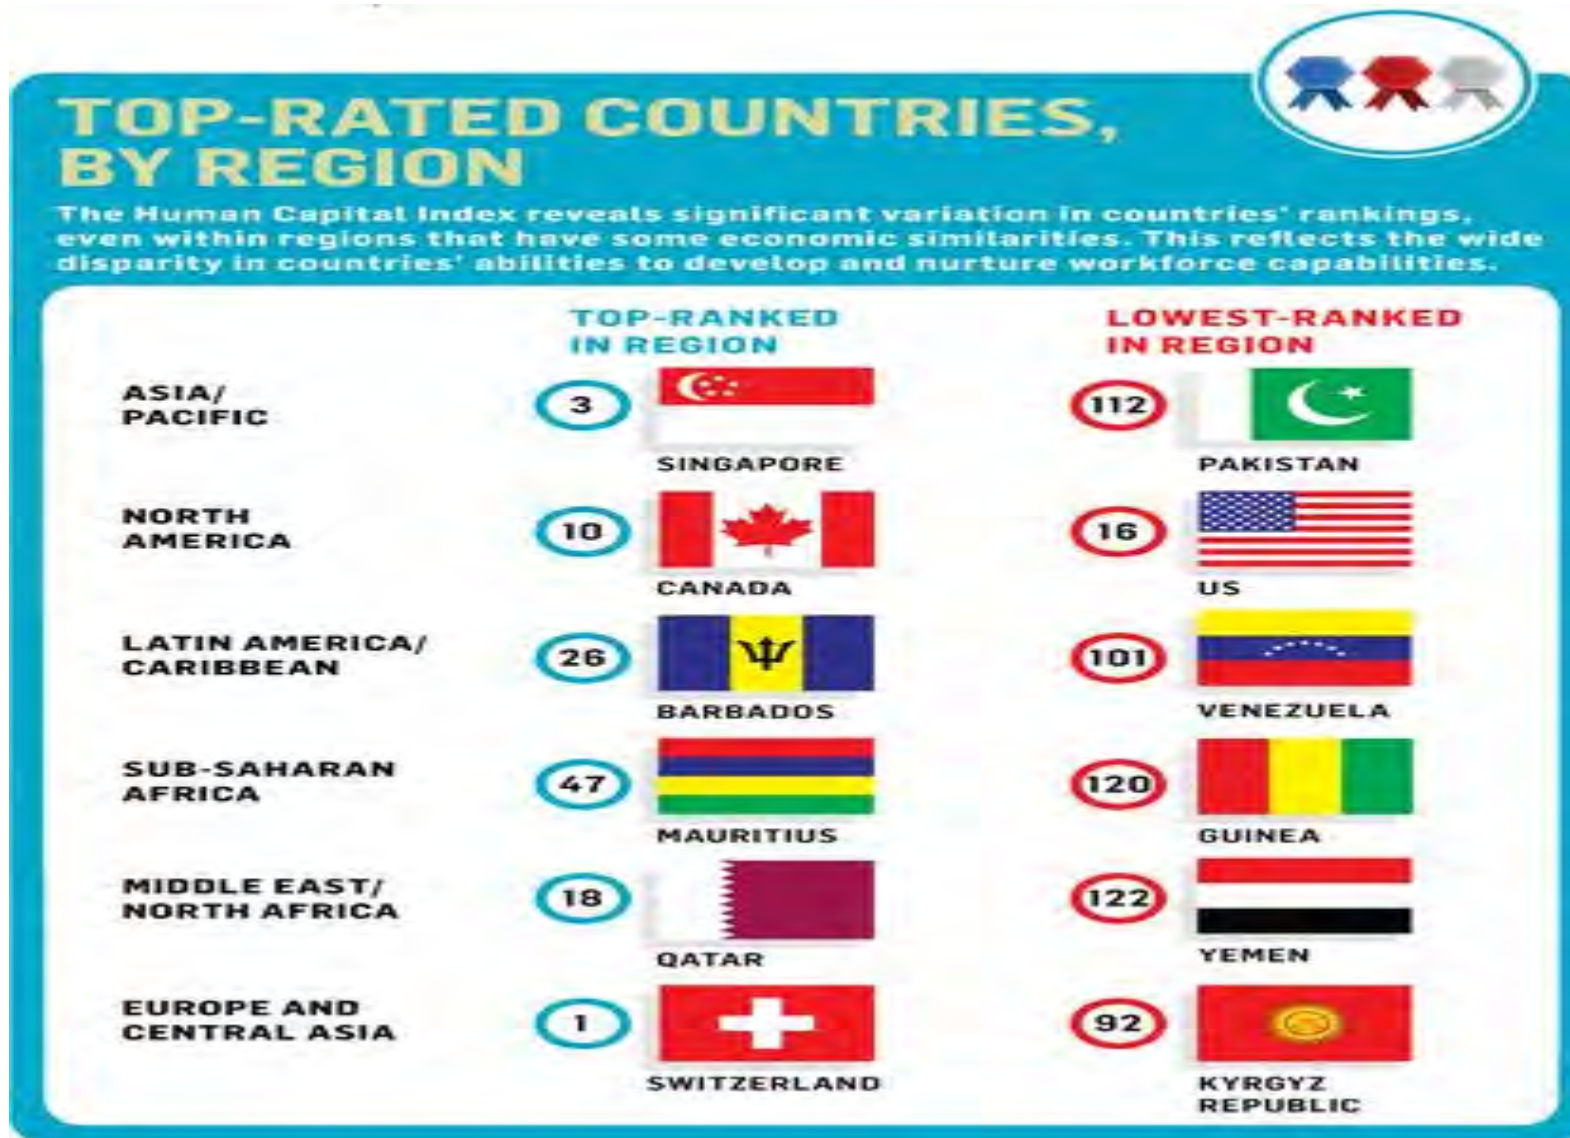 TOP-RATED COUNTRIES,
BY REGION
The Human Capital Index reveals significant variation in countries' rankings,
even within regions that have some economic similarities. This reflects the wide
disparity in countries' abilities to develop and nurture workforce capabilities.
TOP-RANKED
IN REGION
LOWEST-RANKED
IN REGION
ASIA/
PACIFIC
3
SINGAPORE
112
PAKISTAN
NORTH
AMERICA
10
CANADA
16
US
LATIN AMERICA/
CARIBBEAN
26
BARBADOS
101
VENEZUELA
SUB-SAHARAN
AFRICA
47
MAURITIUS
120
GUINEA
MIDDLE EAST/
NORTH AFRICA
18
QATAR
122
YEMEN
EUROPE AND
CENTRAL ASIA
1
SWITZERLAND
92
KYRGYZ
REPUBLIC